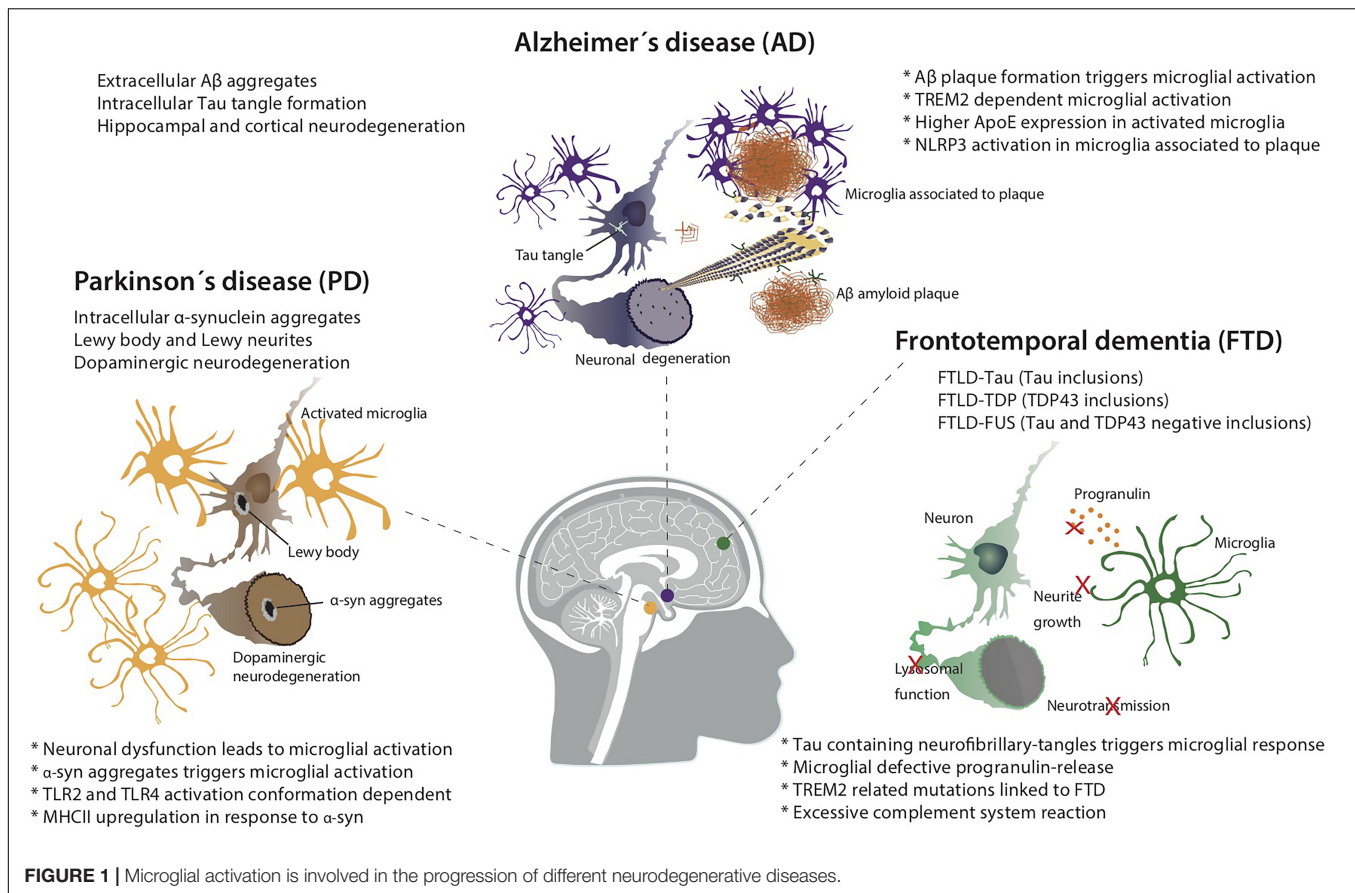 Alzheimer´s disease (AD)
Extracellular Aβ aggregates
Intracellular Tau tangle formation
Hippocampal and cortical neurodegeneration
* Aβ plaque formation triggers microglial activation
* TREM2 dependent microglial activation
* Higher ApoE expression in activated microglia
* NLRP3 activation in microglia associated to plaque
Microglia associated to plaque
Tau tangle
Aβ amyloid plaque
Neuronal degeneration
Parkinson´s disease (PD)
Intracellular α-synuclein aggregates
Lewy body and Lewy neurites
Dopaminergic neurodegeneration
Activated microglia
Lewy body
α-syn aggregates
Dopaminergic
neurodegeneration
* Neuronal dysfunction leads to microglial activation
* α-syn aggregates triggers microglial activation
* TLR2 and TLR4 activation conformation dependent
* MHCII upregulation in response to α-syn
Frontotemporal dementia (FTD)
FTLD-Tau (Tau inclusions)
FTLD-TDP (TDP43 inclusions)
FTLD-FUS (Tau and TDP43 negative inclusions)
Progranulin
Neuron
Microglia
Neurite
growth
Lysosomal
function
Neurotransmission
* Tau containing neurofibrillary-tangles triggers microglial response
* Microglial defective progranulin-release
* TREM2 related mutations linked to FTD
* Excessive complement system reaction
FIGURE 1 | Microglial activation is involved in the progression of different neurodegenerative diseases.